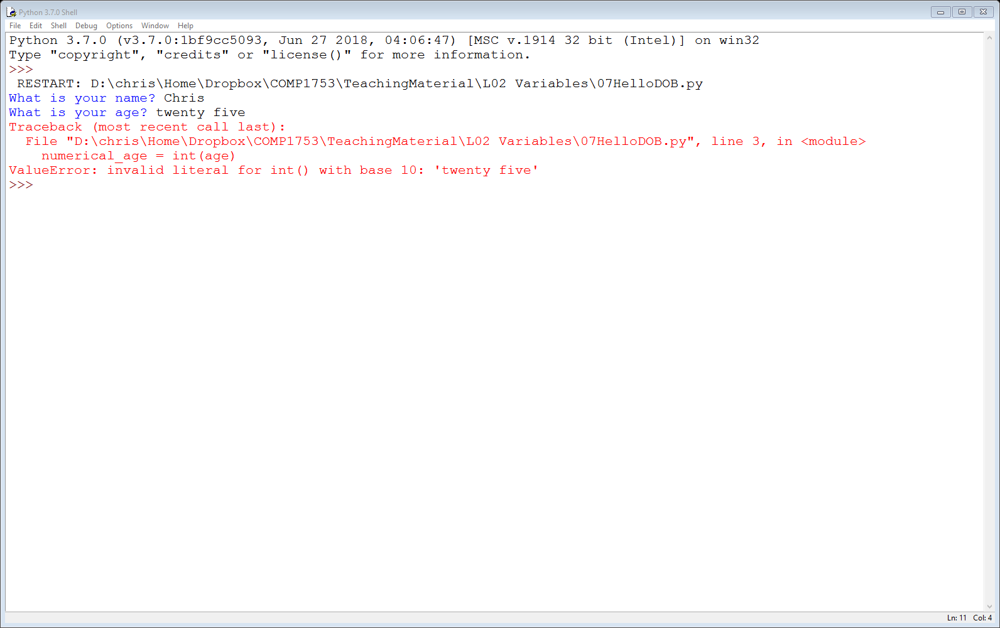 Python 3.7.0 Shell
File Edit Shell Debug Options Window Help
Python 3.7.0 (v3.7.0:1bf9cc5093, Jun 27 2018, 04:06:47) [MSC v.1914 32 bit (Intel)] on win32
Type "copyright", "credits" or "license()" for more information.
>>>
 RESTART: D:\chris\Home\Dropbox\COMP1753\TeachingMaterial\L02 Variables\07HelloDOB.py
What is your name? Chris
What is your age? twenty five
Traceback (most recent call last):
  File "D:\chris\Home\Dropbox\COMP1753\TeachingMaterial\L02 Variables\07HelloDOB.py", line 3, in <module>
    numerical_age = int(age)
ValueError: invalid literal for int() with base 10: 'twenty five'
>>>
Ln: 11 Col: 4